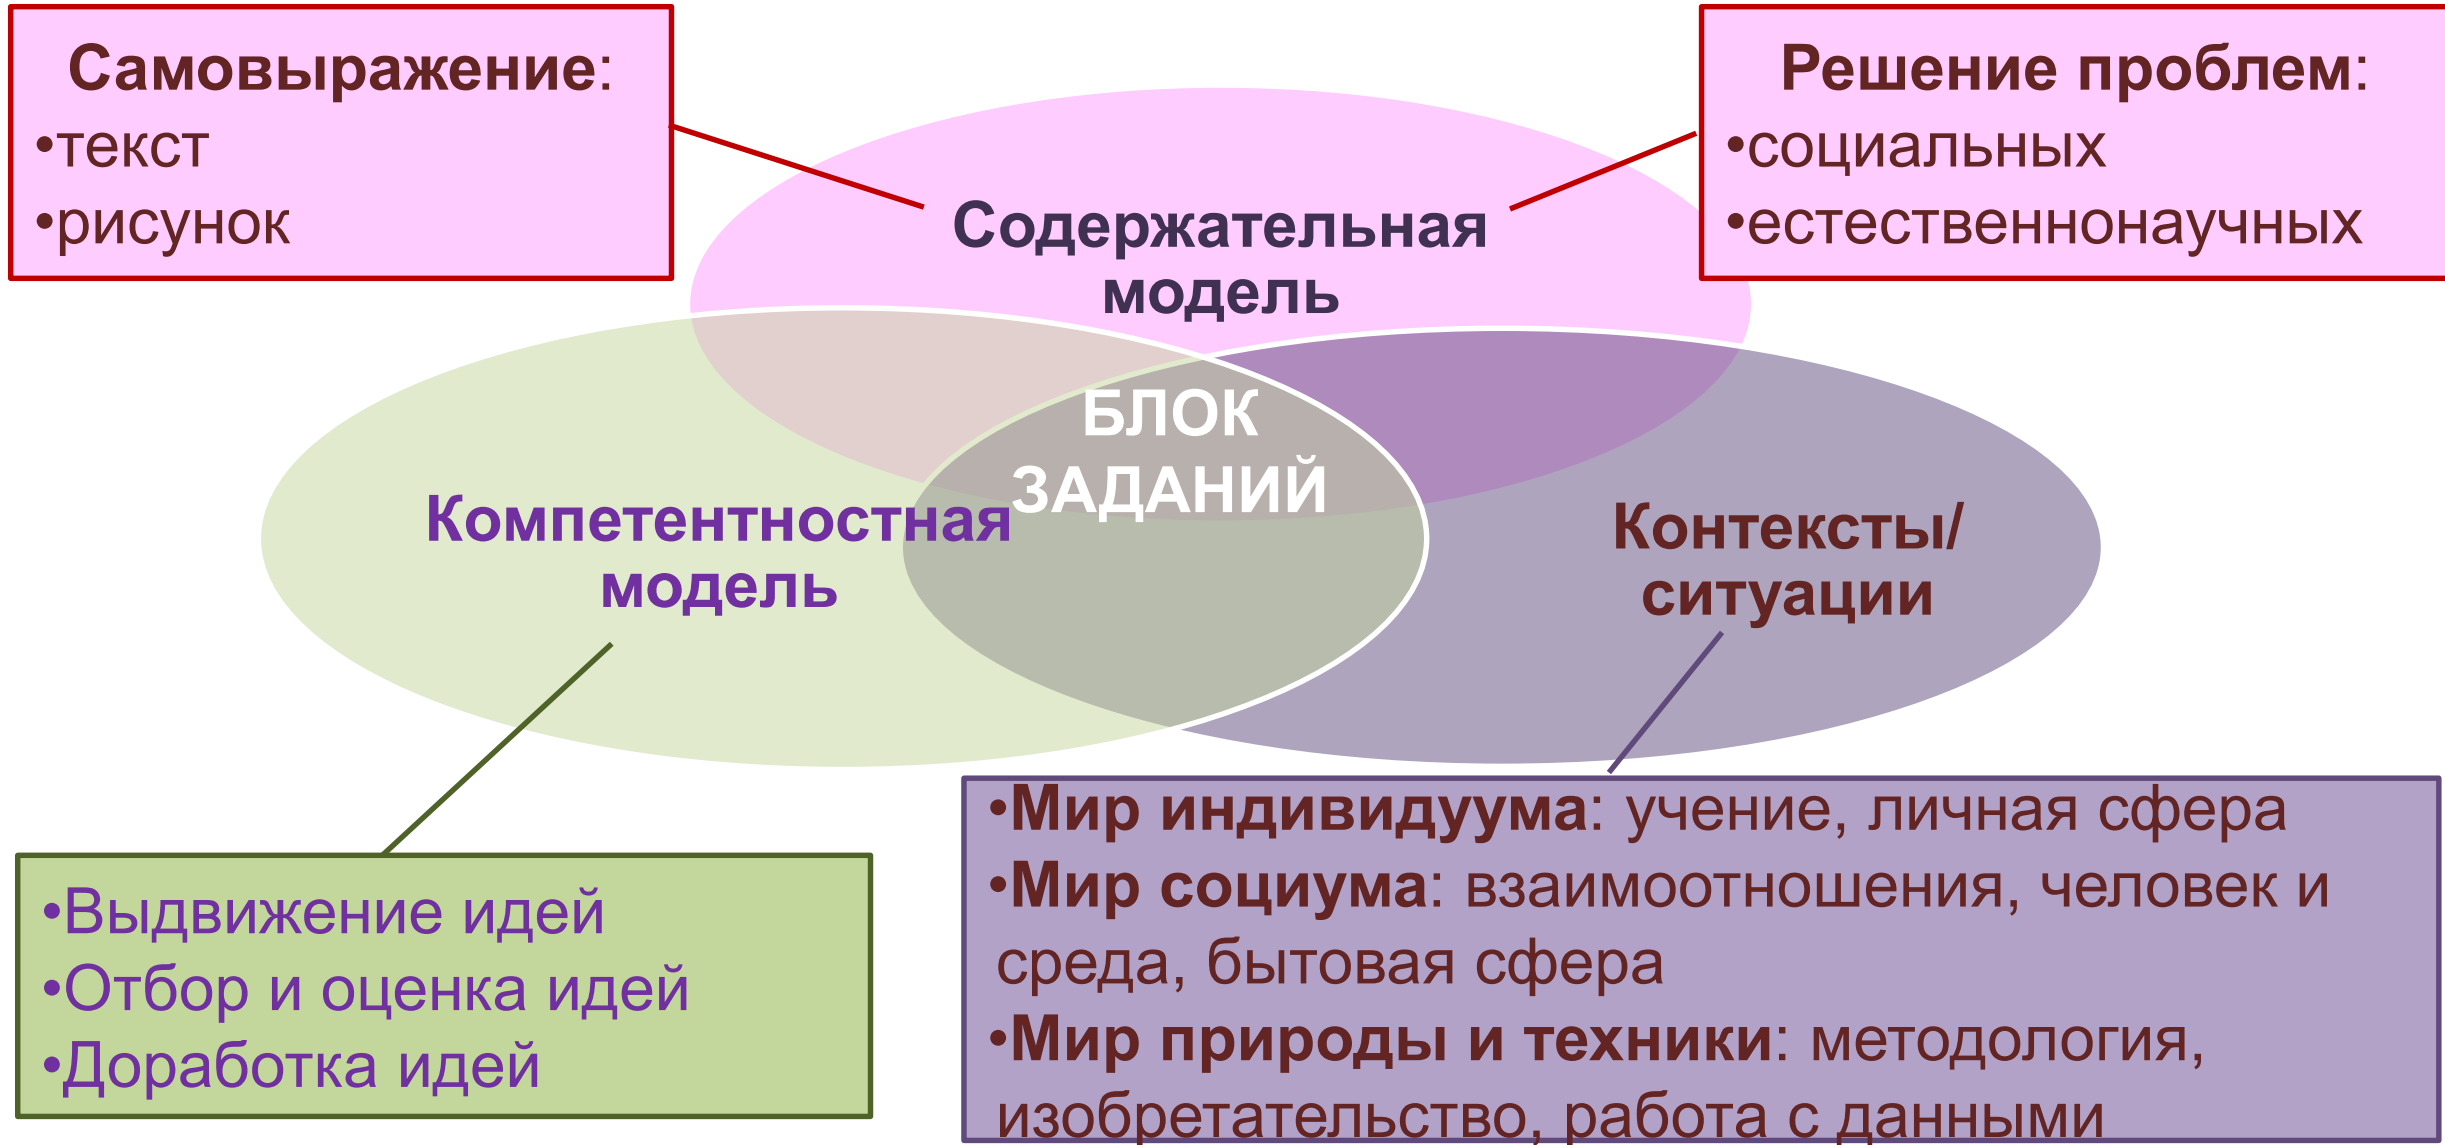 Самовыражение:
•текст
•рисунок
Решение проблем:
•социальных
•естественнонаучных
Содержательная
модель
БЛОК
ЗАДАНИЙ
Компетентностная
модель
Контексты/
ситуации
•Выдвижение идей
•Отбор и оценка идей
•Доработка идей
•Мир индивидуума: учение, личная сфера
•Мир социума: взаимоотношения, человек и
среда, бытовая сфера
•Мир природы и техники: методология,
изобретательство, работа с данными